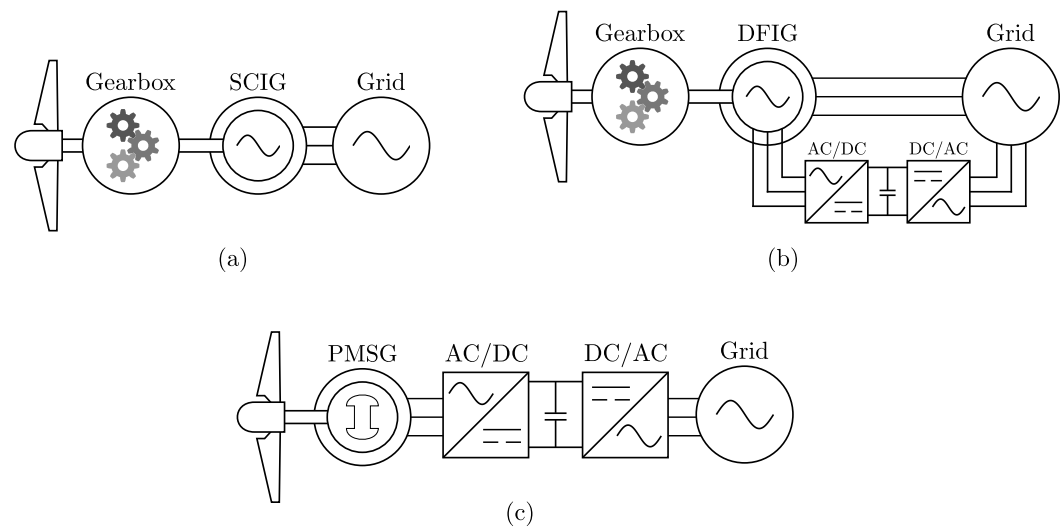 Gearbox SCIG Grid
(a)
Gearbox DFIG Grid
AC/DC DC/AC
(b)
PMSG AC/DC DC/AC Grid
(c)